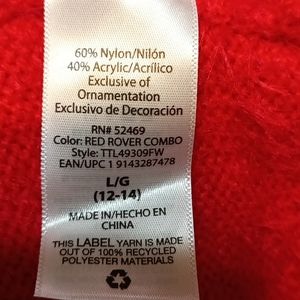 60% Nylon/Nilón
40% Acrylic/Acrílico
Exclusive of
Ornamentation
Exclusivo de Decoración
RN# 52469
Color: RED ROVER COMBO
Style: TTL49309FW
EAN/UPC 1 9143287478
L/G
(12-14)
MADE IN/HECHO EN
CHINA
THIS LABEL YARN IS MADE
OUT OF 100% RECYCLED
POLYESTER MATERIALS